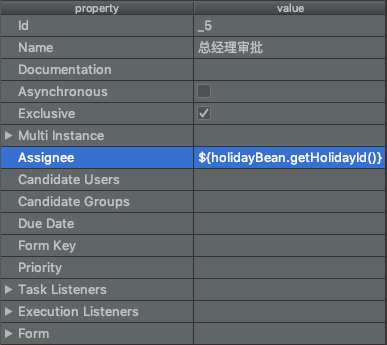 property value
Id _5
Name 总经理审批
Documentation
Asynchronous
Exclusive
Multi Instance
Assignee ${holidayBean.getHolidayId()}
Candidate Users
Candidate Groups
Due Date
Form Key
Priority
Task Listeners
Execution Listeners
Form